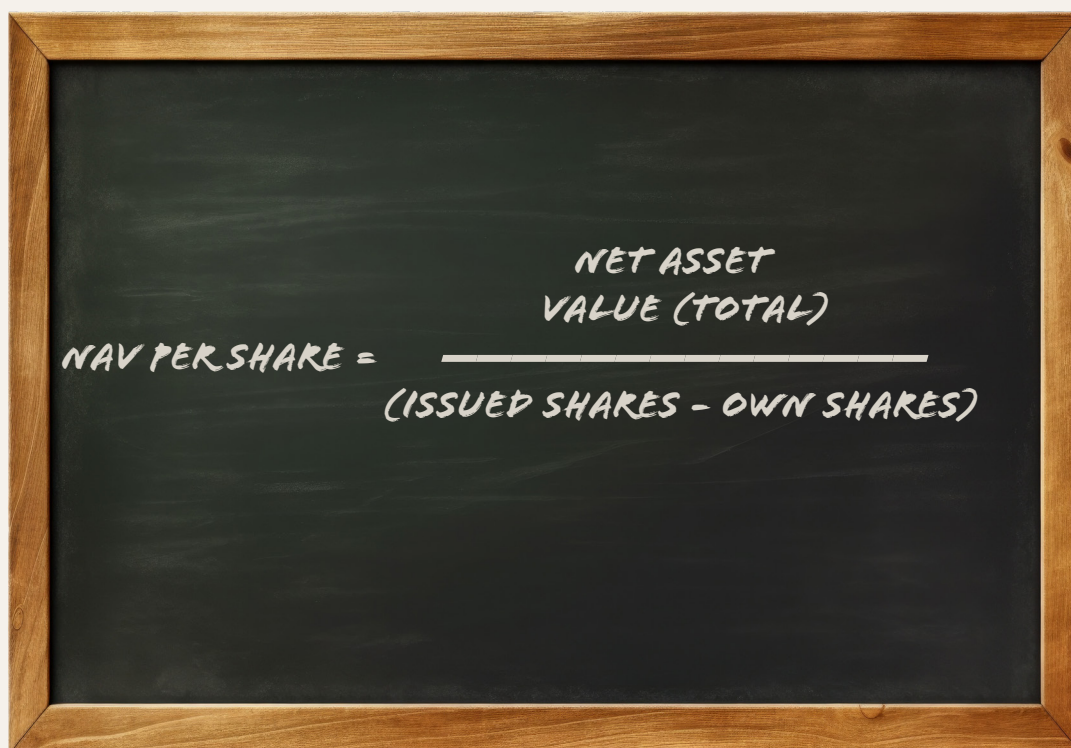 NET ASSET
VALUE (TOTAL)
NAV PER SHARE =
(ISSUED SHARES - OWN SHARES)